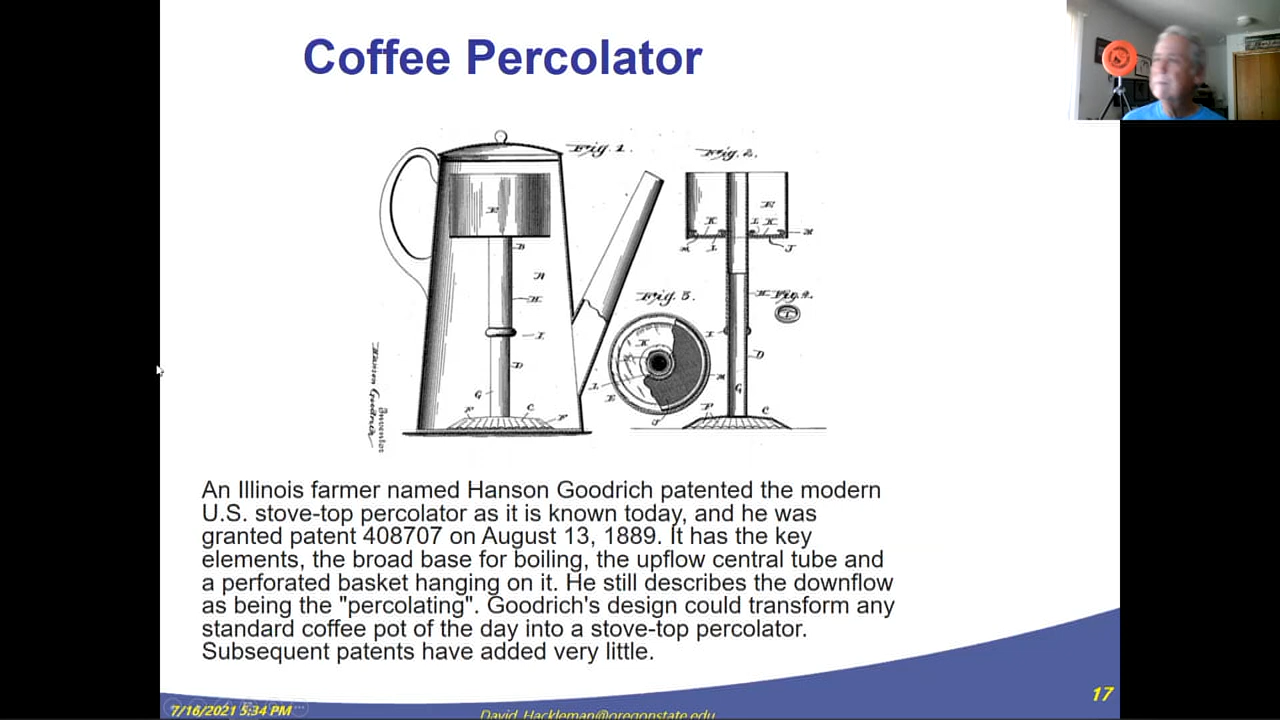 Coffee Percolator
Fig. 1.
Fig. 2.
Fig. 3.
Fig. 4.
E
B
A
H
I
D
G
F
C
F
E
K
L
K
M
M
L
J
H
I
D
G
F
C
K
L
E
M
J
Inventor
An Illinois farmer named Hanson Goodrich patented the modern
U.S. stove-top percolator as it is known today, and he was
granted patent 408707 on August 13, 1889. It has the key
elements, the broad base for boiling, the upflow central tube and
a perforated basket hanging on it. He still describes the downflow
as being the "percolating". Goodrich's design could transform any
standard coffee pot of the day into a stove-top percolator.
Subsequent patents have added very little.
7/16/2021 5:34 PM
David_Hackleman@oregonstate.edu
17